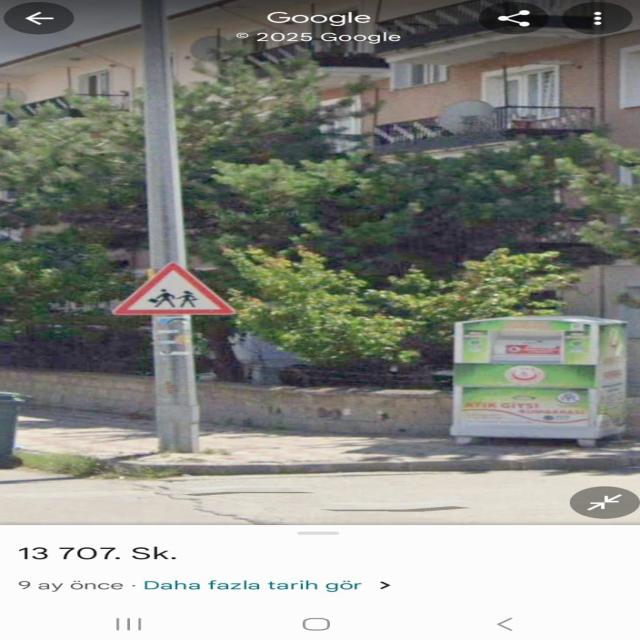 Google
© 2025 Google
ATIK GİYSİ
KUMBARASI
13 707. Sk.
9 ay önce · Daha fazla tarih gör >